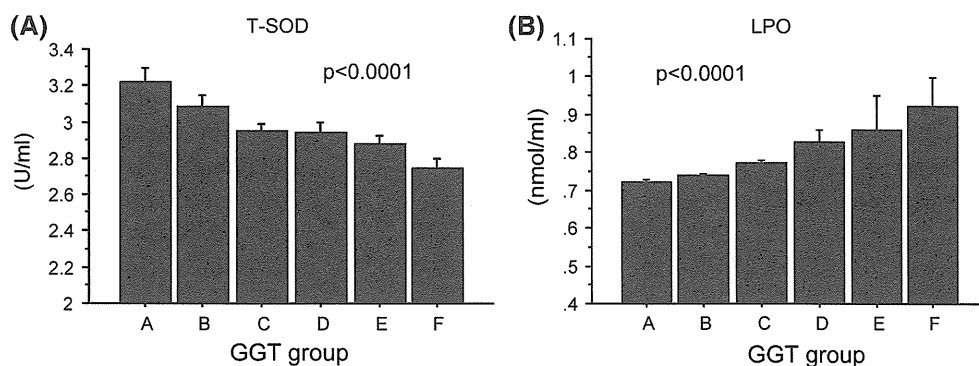 (A)
T-SOD
p<0.0001
(U/ml)
3.4
3.2
3
2.8
2.6
2.4
2.2
2
A B C D E F
GGT group
(B)
LPO
p<0.0001
(nmol/ml)
1.1
1
.9
.8
.7
.6
.5
.4
A B C D E F
GGT group